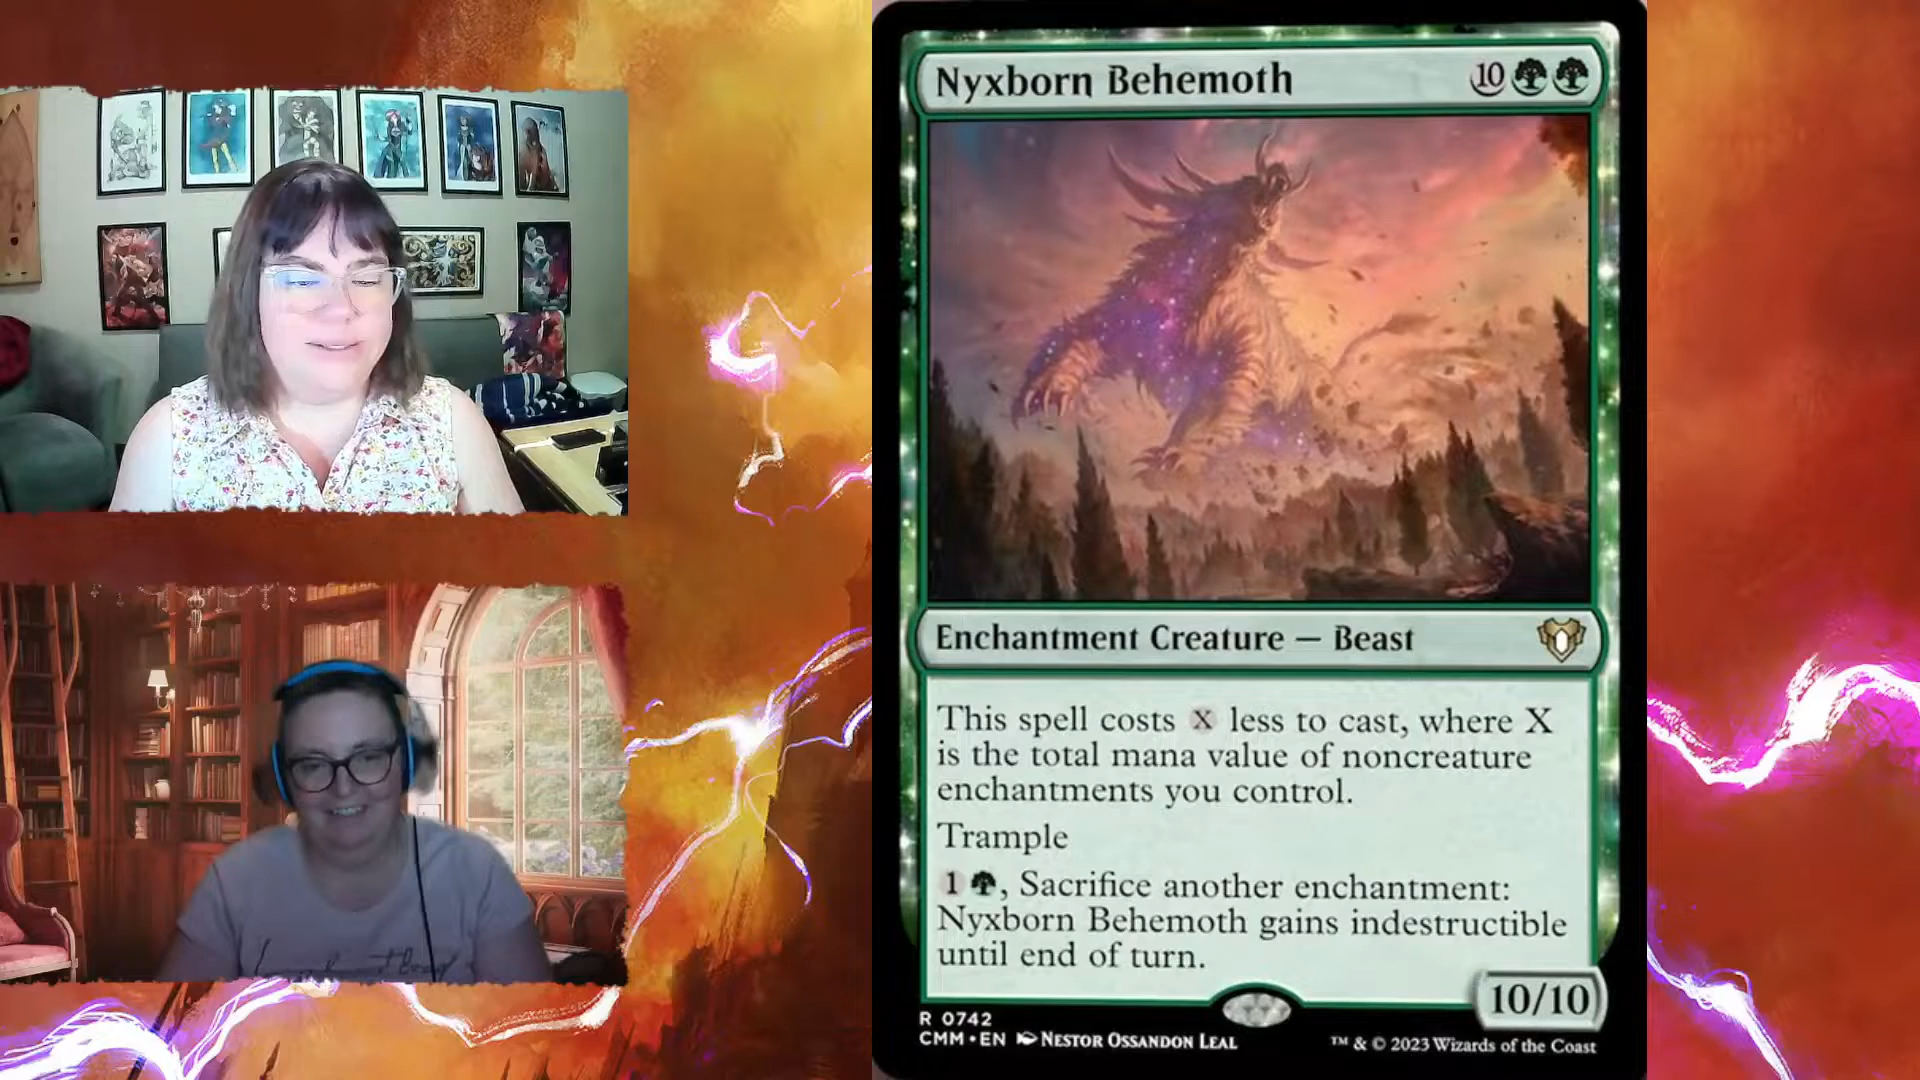 Nyxborn Behemoth
10
Enchantment Creature — Beast
This spell costs X less to cast, where X
is the total mana value of noncreature
enchantments you control.
Trample
1 , Sacrifice another enchantment:
Nyxborn Behemoth gains indestructible
until end of turn.
10/10
R 0742
CMM • EN NESTOR OSSANDON LEAL
™ & © 2023 Wizards of the Coast